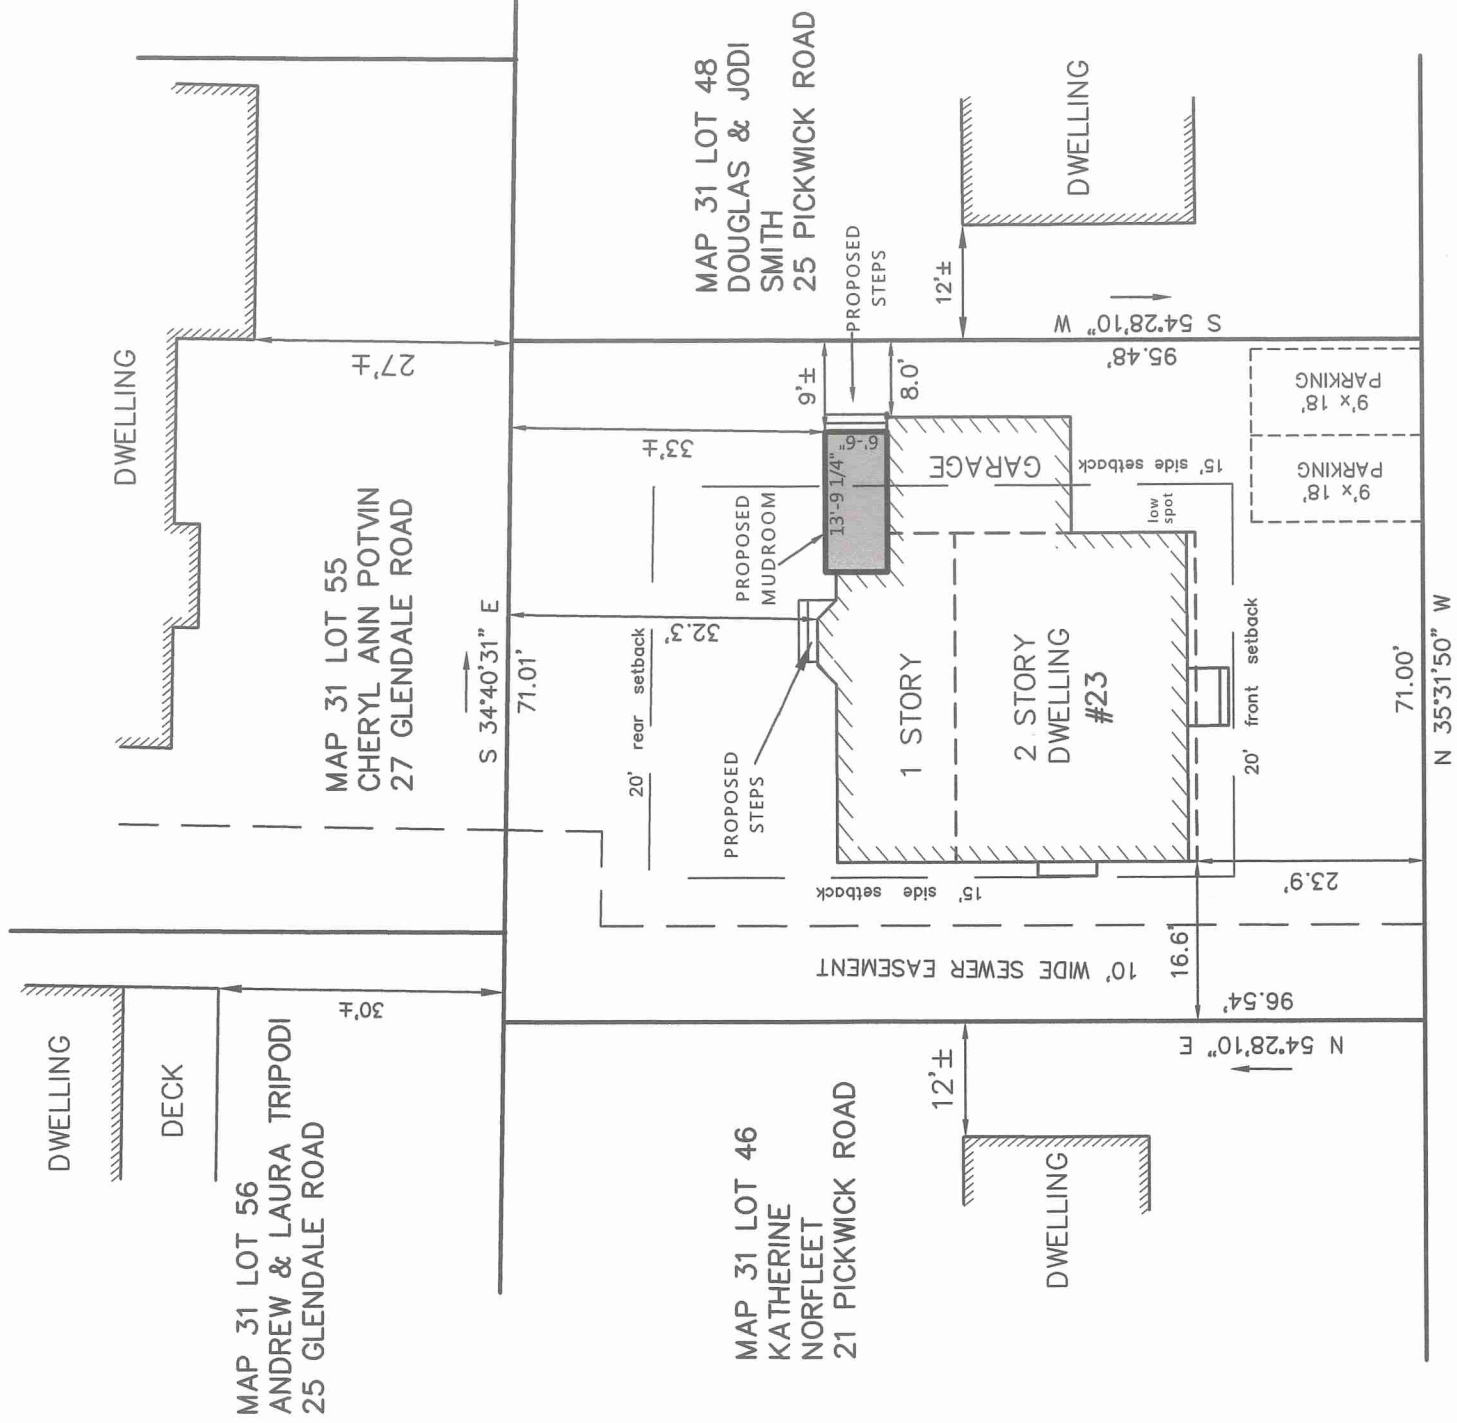 MAP 31 LOT 56
ANDREW & LAURA TRIPODI
25 GLENDALE ROAD
DWELLING
DECK
30'±
MAP 31 LOT 55
CHERYL ANN POTVIN
27 GLENDALE ROAD
DWELLING
27'±
S 34°40'31" E
71.01'
MAP 31 LOT 48
DOUGLAS & JODI
SMITH
25 PICKWICK ROAD
DWELLING
12'±
S 54°28'10" W
95.48'
MAP 31 LOT 46
KATHERINE
NORFLEET
21 PICKWICK ROAD
DWELLING
12'±
N 54°28'10" E
96.54'
10' WIDE SEWER EASEMENT
16.6'
15' side setback
20' rear setback
32.3'
33'±
PROPOSED
STEPS
PROPOSED
MUDROOM
13'-9 1/4"
6'-6"
9'±
8.0'
PROPOSED
STEPS
GARAGE
15' side setback
low
spot
1 STORY
2 STORY
DWELLING
#23
20' front setback
23.9'
9'x 18'
PARKING
9'x 18'
PARKING
71.00'
N 35°31'50" W